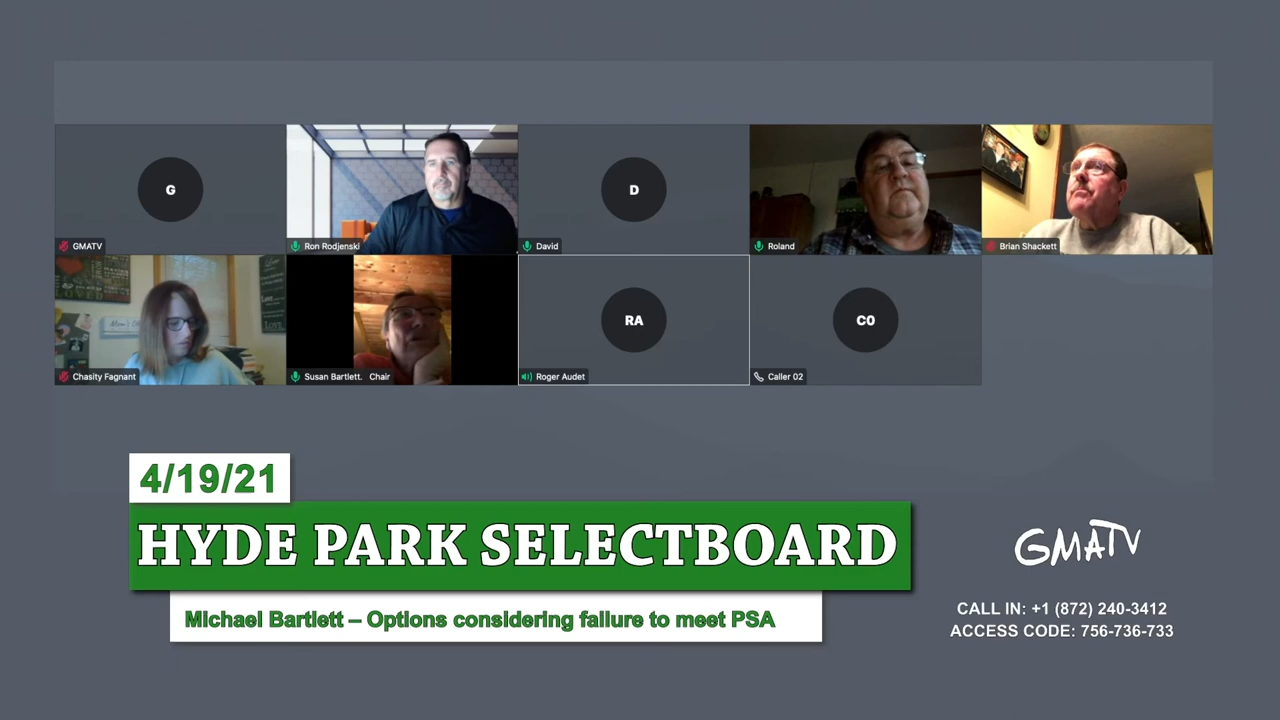 G
D
GMATV
Ron Rodjenski
David
Roland
Brian Shackett
LOVED
LOVE
RA
C0
Chasity Fagnant
Susan Bartlett. Chair
Roger Audet
Caller 02
4/19/21
HYDE PARK SELECTBOARD
Michael Bartlett – Options considering failure to meet PSA
GMATV
CALL IN: +1 (872) 240-3412
ACCESS CODE: 756-736-733